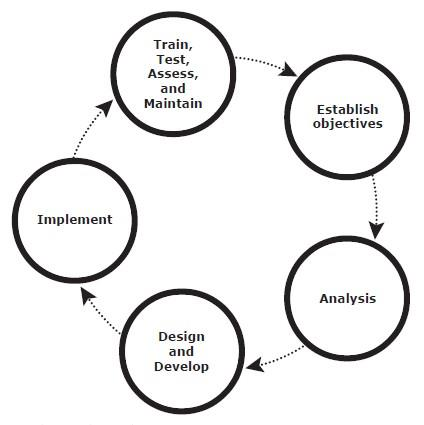 Train,
Test,
Assess,
and
Maintain
Establish
objectives
Analysis
Design
and
Develop
Implement